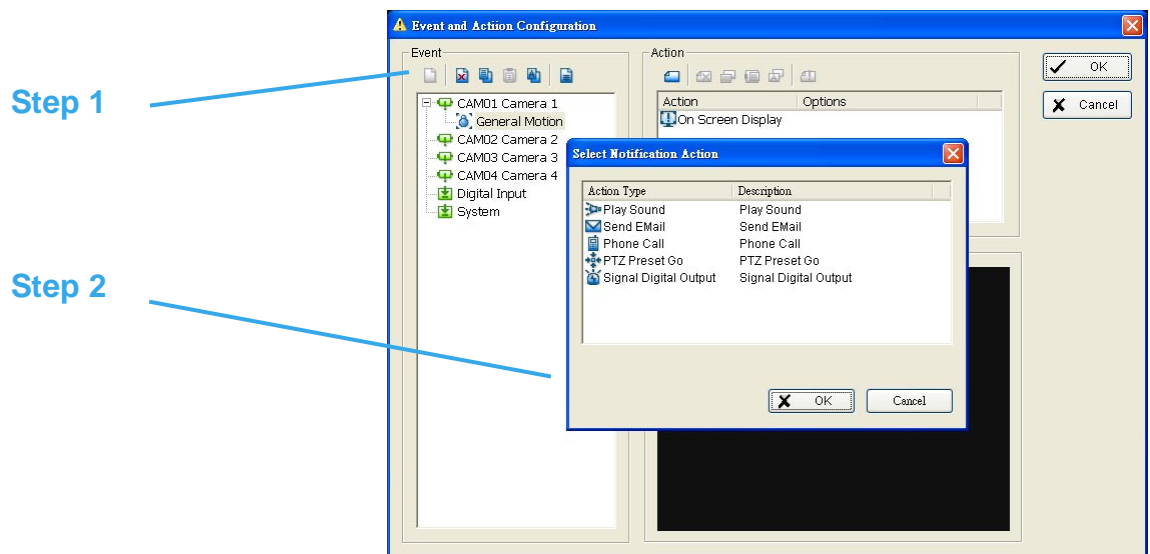 Event and Actiion Configuration
Step 1
Step 2
Event
CAM01 Camera 1
General Motion
CAM02 Camera 2
CAM03 Camera 3
CAM04 Camera 4
Digital Input
System
Action
Action Options
On Screen Display
OK
Cancel
Select Notification Action
Action Type Description
Play Sound Play Sound
Send EMail Send EMail
Phone Call Phone Call
PTZ Preset Go PTZ Preset Go
Signal Digital Output Signal Digital Output
OK Cancel